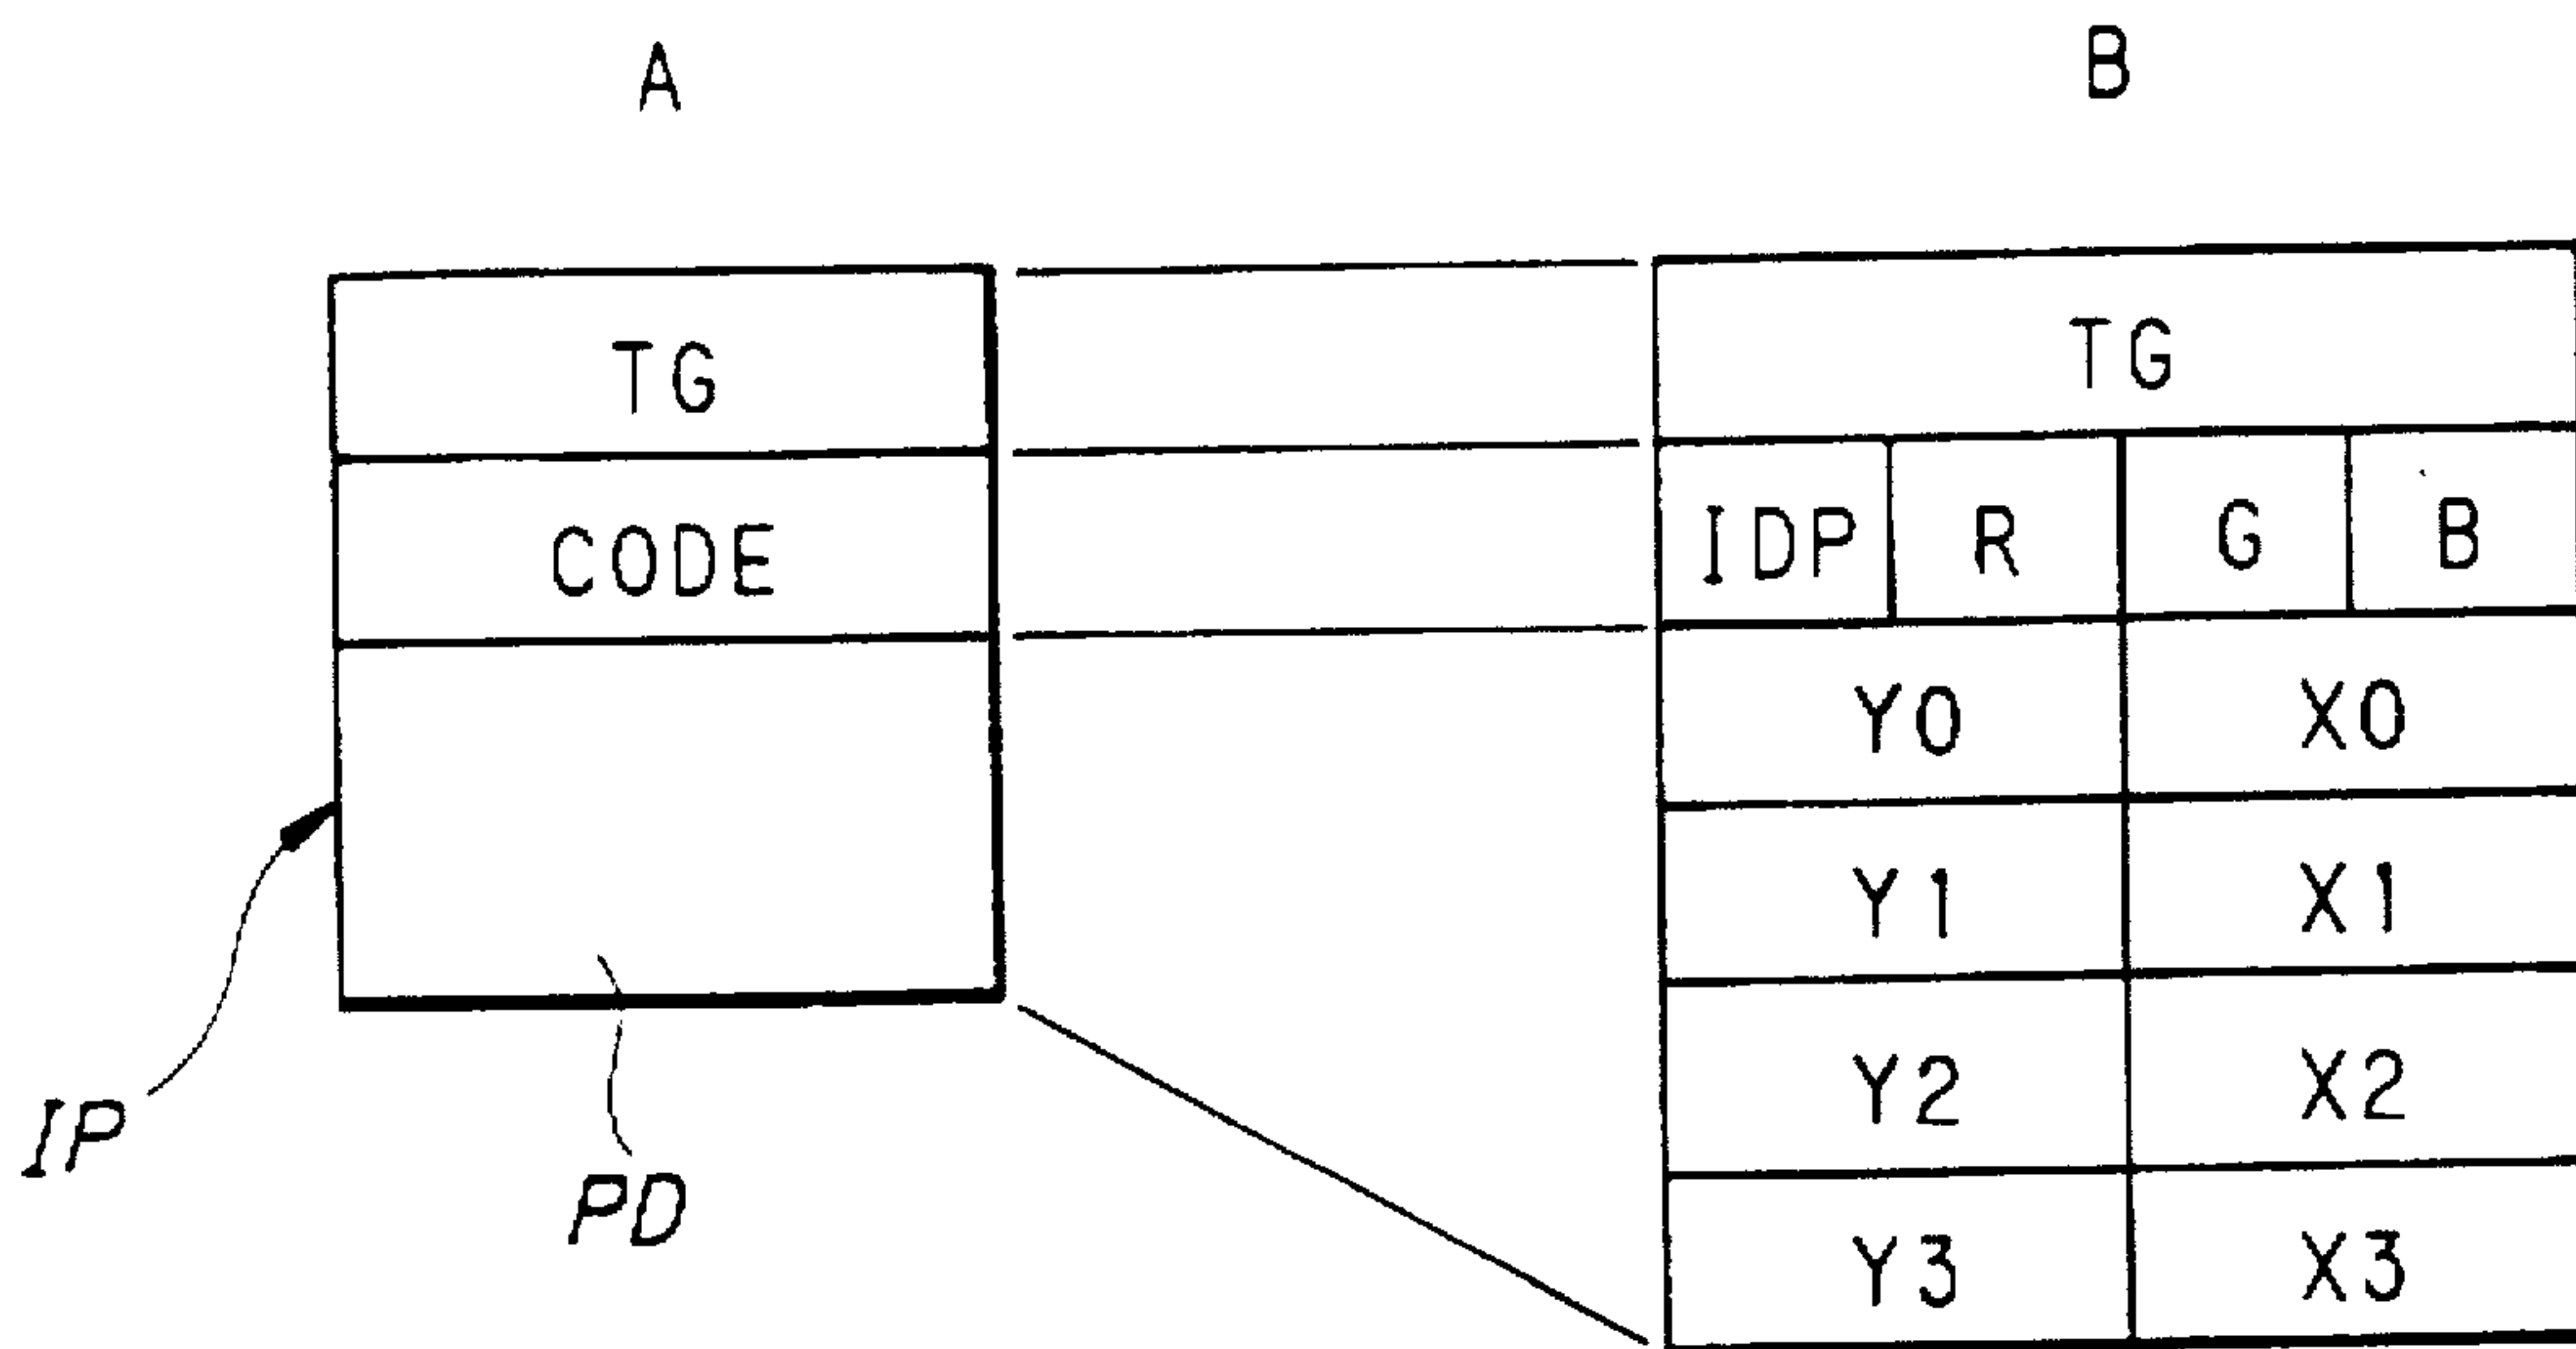 A
B
TG
CODE
IP
PD
TG
IDP R G B
Y0 X0
Y1 X1
Y2 X2
Y3 X3